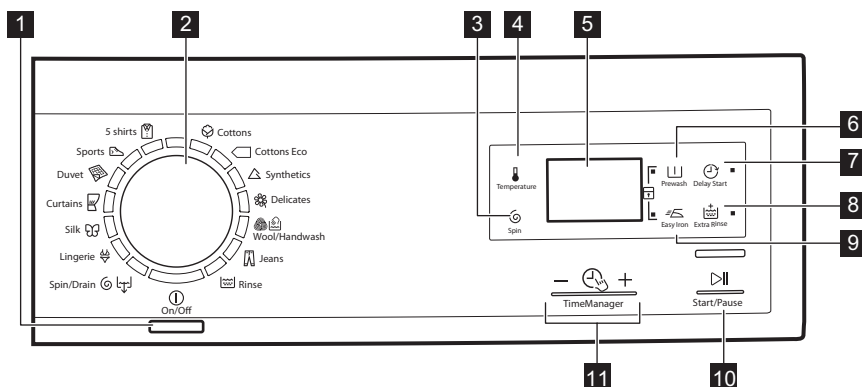 1
2
3
4
5
6
7
8
9
10
11
5 shirts
Cottons
Sports
Cottons Eco
Duvet
Synthetics
Curtains
Delicates
Silk
Wool/Handwash
Lingerie
Jeans
Spin/Drain
Rinse
On/Off
Temperature
Spin
Prewash
Delay Start
Easy Iron
Extra Rinse
TimeManager
Start/Pause